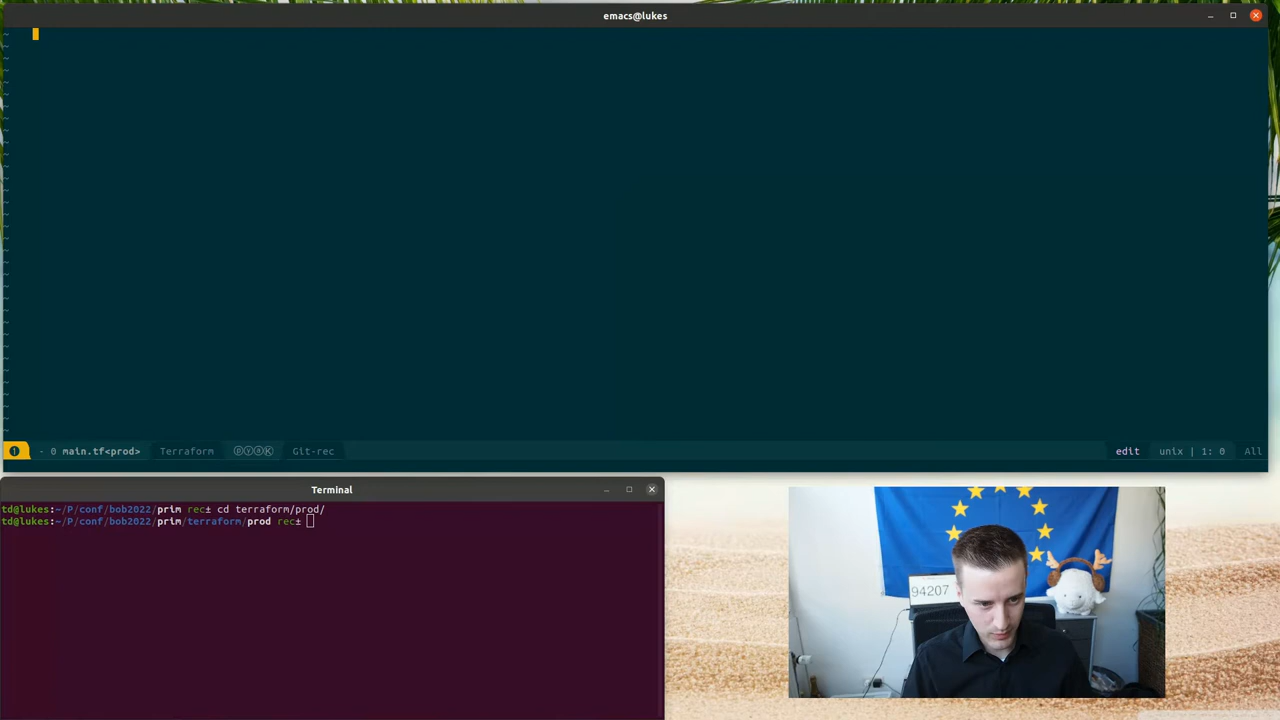 emacs@lukes
- 0 main.tf<prod> Terraform ⓟⓨⓐⓚ Git-rec edit unix | 1: 0 All
Terminal
td@lukes:~/P/conf/bob2022/prim rec± cd terraform/prod/
td@lukes:~/P/conf/bob2022/prim/terraform/prod rec±
94207